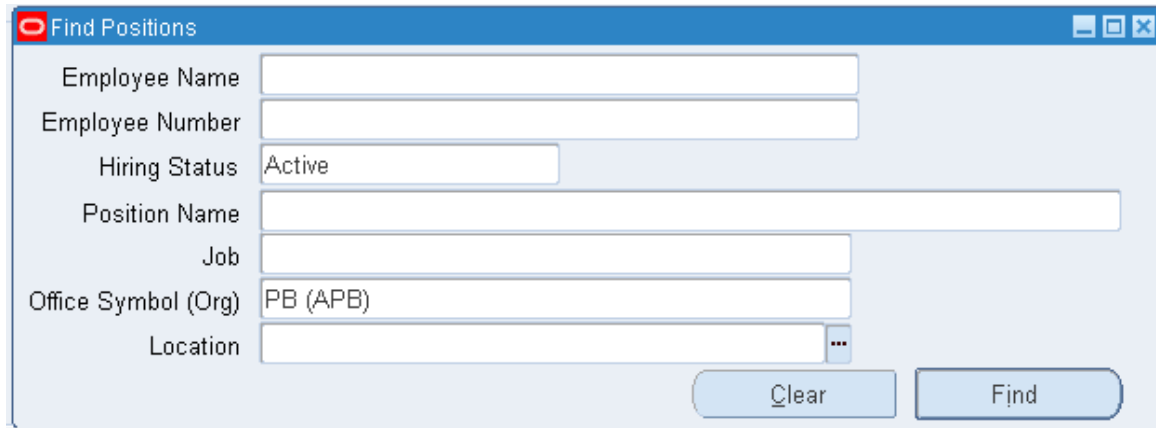 Find Positions
Employee Name
Employee Number
Hiring Status Active
Position Name
Job
Office Symbol (Org) PB (APB)
Location ...
Clear Find